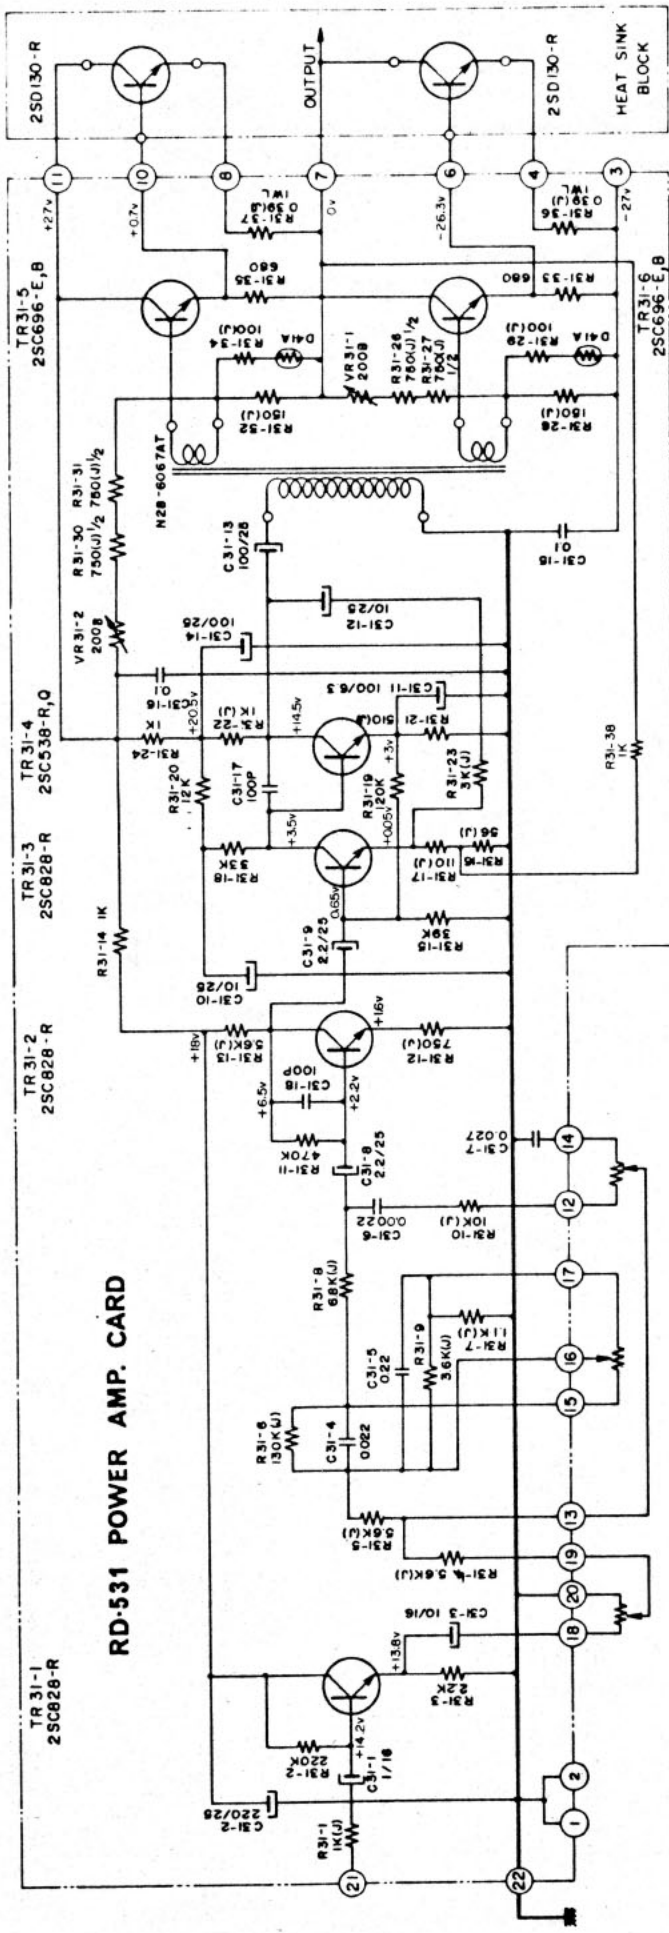 RD-531 POWER AMP. CARD
TR31-1
2SC828-R
TR31-2
2SC828-R
TR31-3
2SC828-R
TR31-4
2SC538-R,Q
TR31-5
2SC696-E,B
TR31-6
2SC696-E,B
2SD130-R
2SD130-R
HEAT SINK
BLOCK
OUTPUT
11
+27v
10
+0.7v
8
7
0v
6
-26.3v
4
3
-27v
R31-37
0.39(J)
1WL
R31-36
0.39(J)
1WL
R31-35
680
R31-33
680
R31-34
100(J)
D41A
R31-29
100(J)
D41A
R31-32
150(J)
R31-28
150(J)
VR31-1
200B
R31-26
750(J) 1/2
R31-27
750(J)
1/2
N28-6067AT
R31-31
750(J)1/2
R31-30
750(J)1/2
VR31-2
200B
C31-13
100/25
C31-15
0.1
C31-12
10/25
C31-14
100/25
C31-16
0.1
R31-24
1K
+20.5v
R31-22
1K(J)
+14.5v
C31-11 100/6.3
R31-21
510(J)
+3v
R31-20
12K
C31-17
100P
R31-19
120K
R31-23
3K(J)
R31-38
1K
R31-18
33K
+3.5v
+0.05v
R31-17
110(J)
R31-16
56(J)
0.65v
R31-15
39K
C31-9
2.2/25
C31-10
10/25
R31-14 1K
+18v
R31-13
5.6K(J)
+1.6v
R31-12
750(J)
+6.5v
C31-18
100P
+2.2v
R31-11
470K
C31-8
2.2/25
C31-7
0.027
14
12
C31-6
0.0022
R31-10
10K(J)
R31-8
6.8K(J)
17
16
15
C31-5
0.22
R31-9
3.6K(J)
R31-7
1.1K(J)
R31-6
130K(J)
C31-4
0.022
R31-5
5.6K(J)
R31-4
5.6K(J)
13
19
20
18
C31-3 10/16
+13.8v
R31-3
2.2K
+14.2v
R31-2
220K
C31-1
1/16
C31-2
220/25
R31-1
1K(J)
21
22
1
2